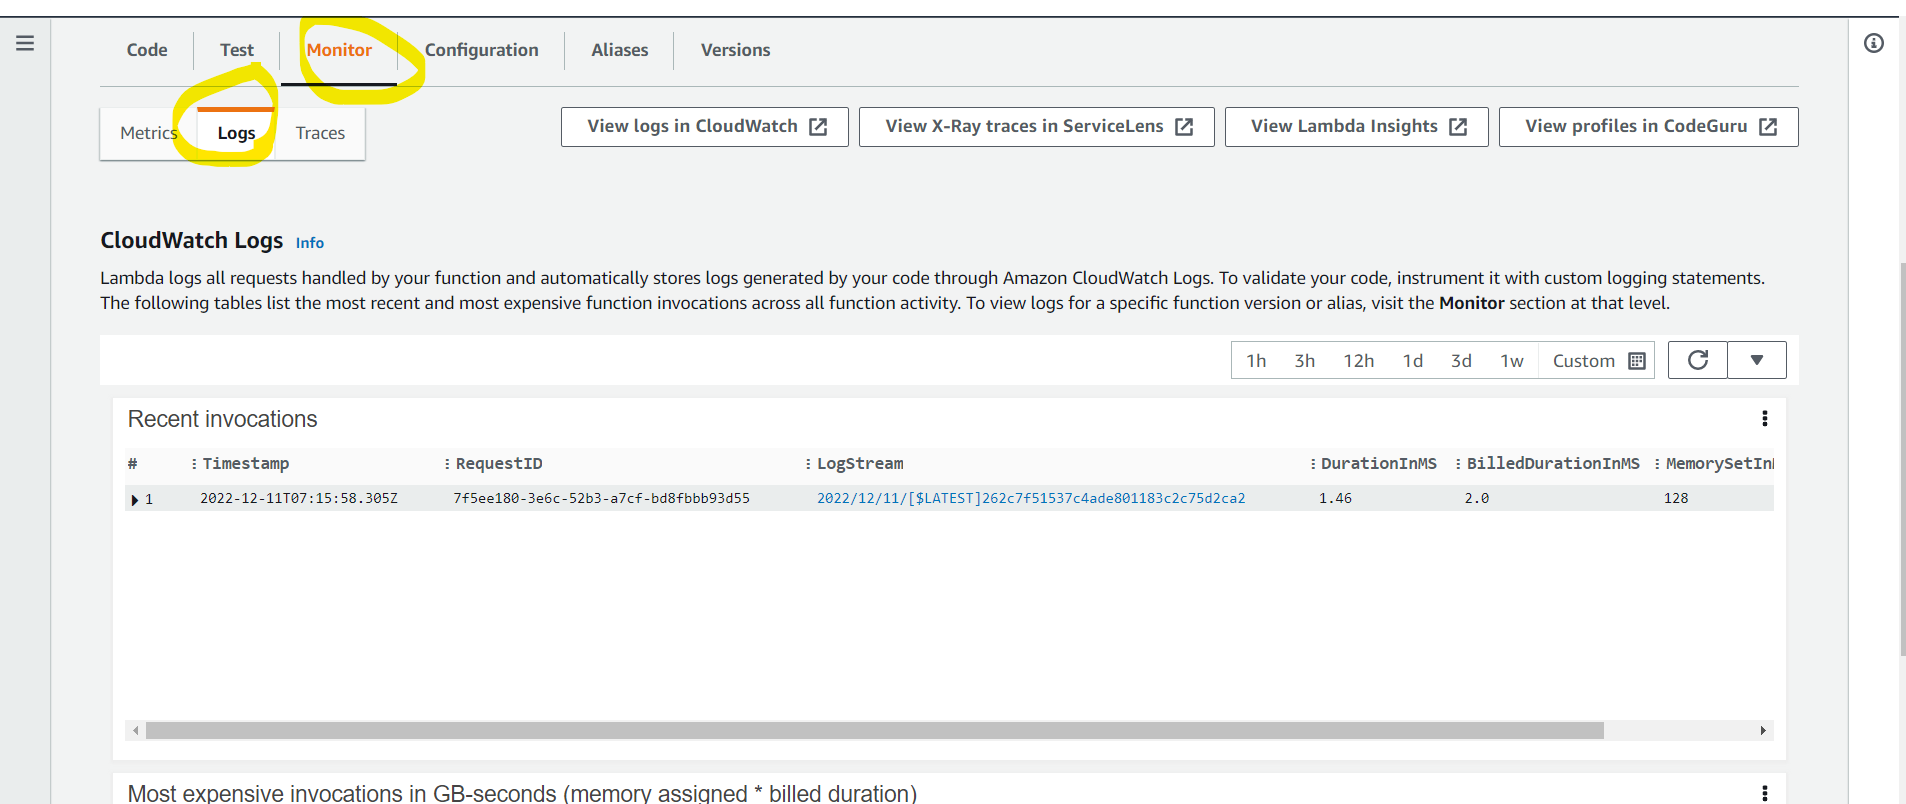 Code Test Monitor Configuration Aliases Versions
Metrics Logs Traces View logs in CloudWatch View X-Ray traces in ServiceLens View Lambda Insights View profiles in CodeGuru
CloudWatch Logs Info
Lambda logs all requests handled by your function and automatically stores logs generated by your code through Amazon CloudWatch Logs. To validate your code, instrument it with custom logging statements.
The following tables list the most recent and most expensive function invocations across all function activity. To view logs for a specific function version or alias, visit the Monitor section at that level.
1h 3h 12h 1d 3d 1w Custom
Recent invocations
# Timestamp RequestID LogStream DurationInMS BilledDurationInMS MemorySetIn
1 2022-12-11T07:15:58.305Z 7f5ee180-3e6c-52b3-a7cf-bd8fbbb93d55 2022/12/11/[$LATEST]262c7f51537c4ade801183c2c75d2ca2 1.46 2.0 128
Most expensive invocations in GB-seconds (memory assigned * billed duration)